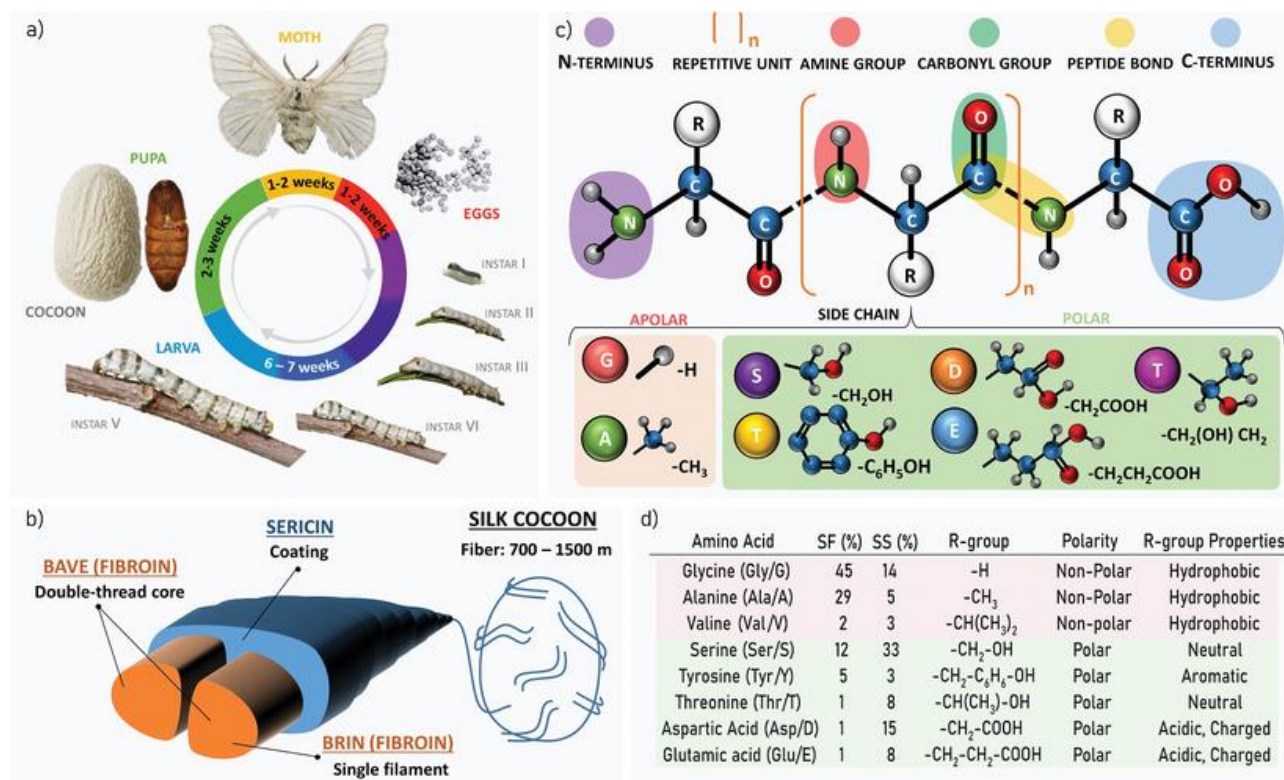 a)
MOTH
PUPA
1-2 weeks
1-2 weeks
EGGS
2-3 weeks
INSTAR I
COCOON
INSTAR II
LARVA
6 – 7 weeks
INSTAR III
INSTAR V
INSTAR VI
b)
SERICIN
Coating
BAVE (FIBROIN)
Double-thread core
BRIN (FIBROIN)
Single filament
SILK COCOON
Fiber: 700 – 1500 m
c)
[ ]n
N-TERMINUS REPETITIVE UNIT AMINE GROUP CARBONYL GROUP PEPTIDE BOND C-TERMINUS
R O R
N C O
C C C
N C C N C
O R O
n
APOLAR SIDE CHAIN POLAR
G -H
A -CH₃
S -CH₂OH
T -C₆H₅OH
D -CH₂COOH
E -CH₂CH₂COOH
T -CH₂(OH) CH₂
d)
Amino Acid SF (%) SS (%) R-group Polarity R-group Properties
Glycine (Gly/G) 45 14 -H Non-Polar Hydrophobic
Alanine (Ala/A) 29 5 -CH₃ Non-Polar Hydrophobic
Valine (Val/V) 2 3 -CH(CH₃)₂ Non-polar Hydrophobic
Serine (Ser/S) 12 33 -CH₂-OH Polar Neutral
Tyrosine (Tyr/Y) 5 3 -CH₂-C₆H₆-OH Polar Aromatic
Threonine (Thr/T) 1 8 -CH(CH₃)-OH Polar Neutral
Aspartic Acid (Asp/D) 1 15 -CH₂-COOH Polar Acidic, Charged
Glutamic acid (Glu/E) 1 8 -CH₂-CH₂-COOH Polar Acidic, Charged